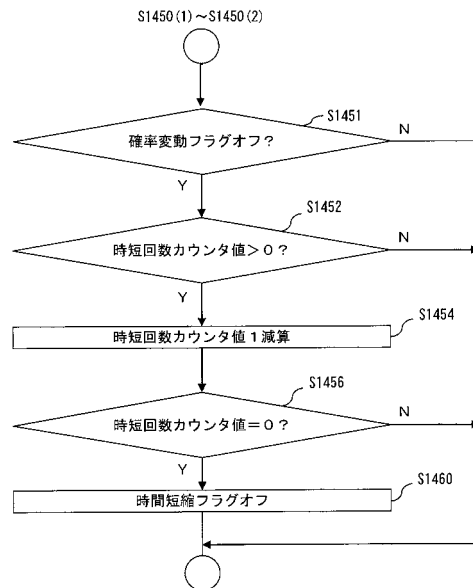 S1450(1)～S1450(2)
S1451
確率変動フラグオフ？
N
Y
S1452
時短回数カウンタ値＞０？
N
Y
S1454
時短回数カウンタ値１減算
S1456
時短回数カウンタ値＝０？
N
Y
S1460
時間短縮フラグオフ